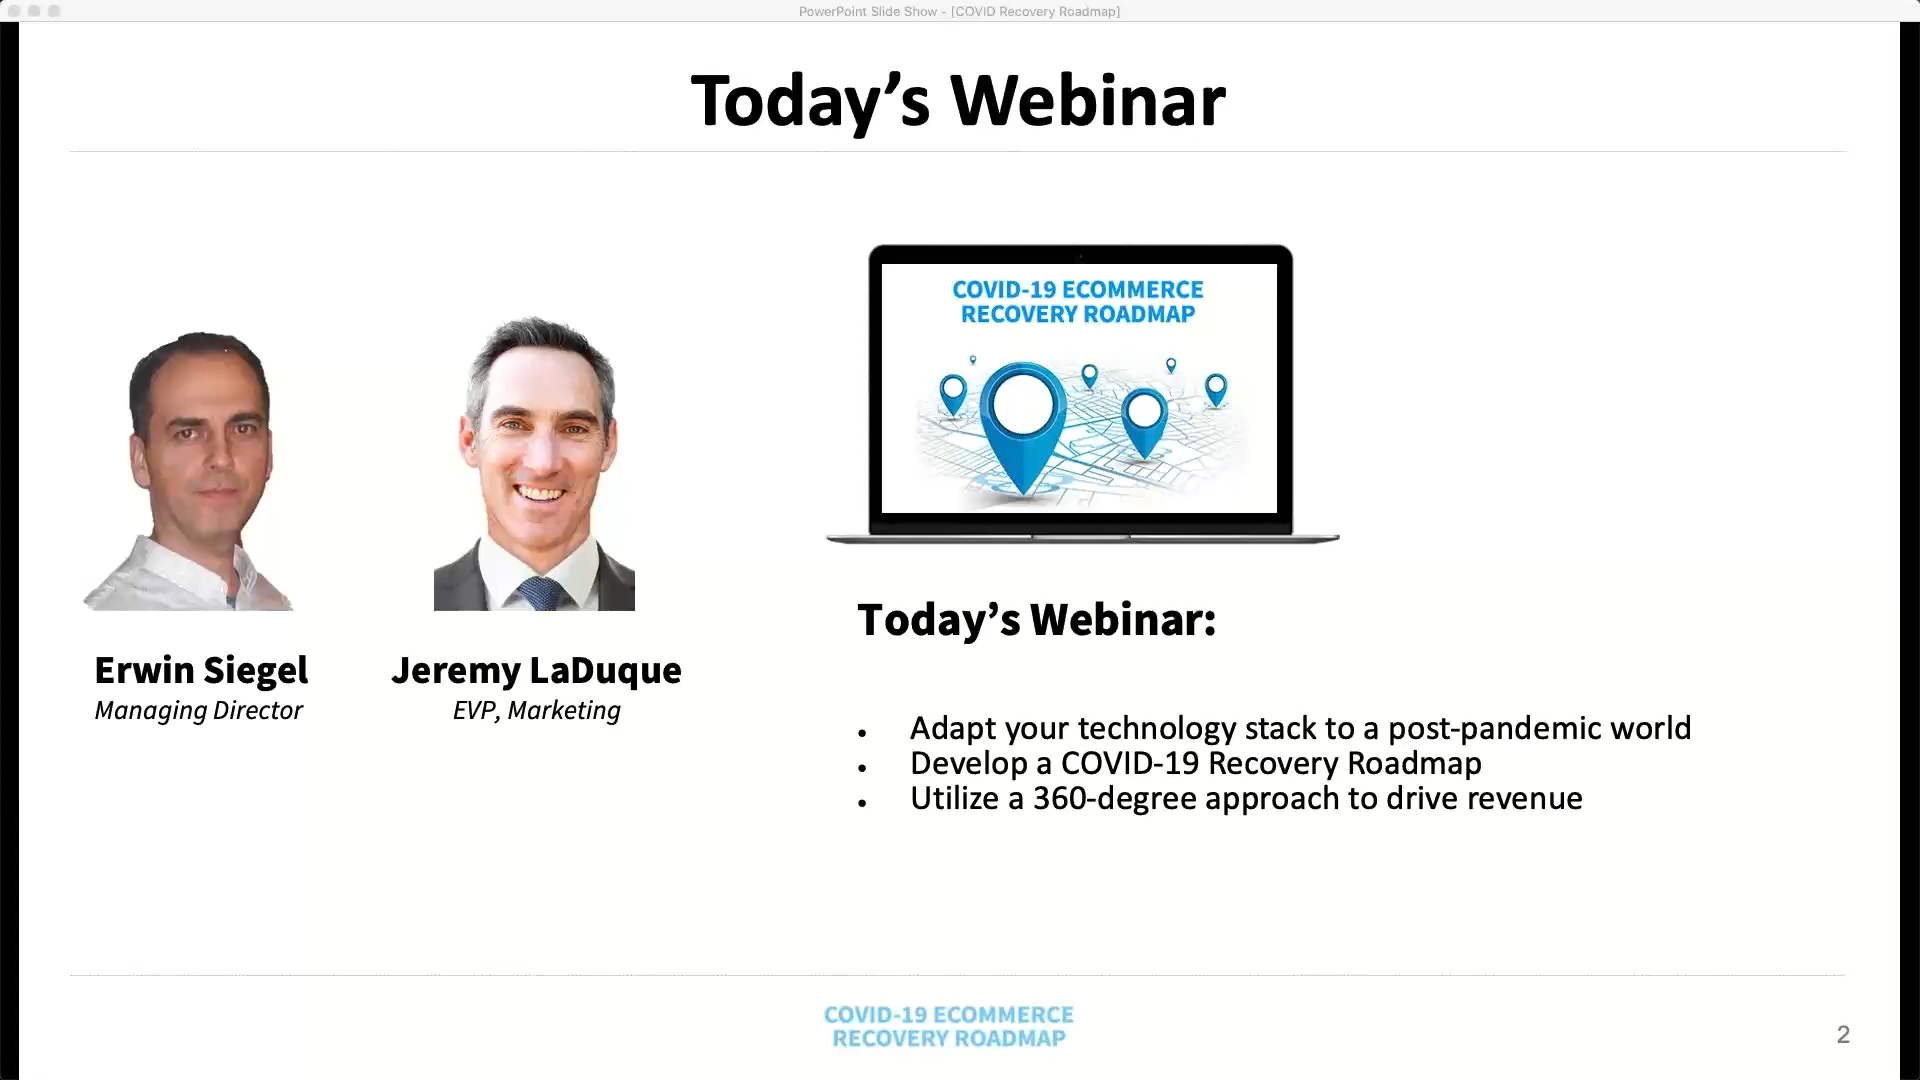 PowerPoint Slide Show - [COVID Recovery Roadmap]
Today’s Webinar
COVID-19 ECOMMERCE
RECOVERY ROADMAP
Erwin Siegel
Managing Director
Jeremy LaDuque
EVP, Marketing
Today’s Webinar:
• Adapt your technology stack to a post-pandemic world
• Develop a COVID-19 Recovery Roadmap
• Utilize a 360-degree approach to drive revenue
COVID-19 ECOMMERCE
RECOVERY ROADMAP
2